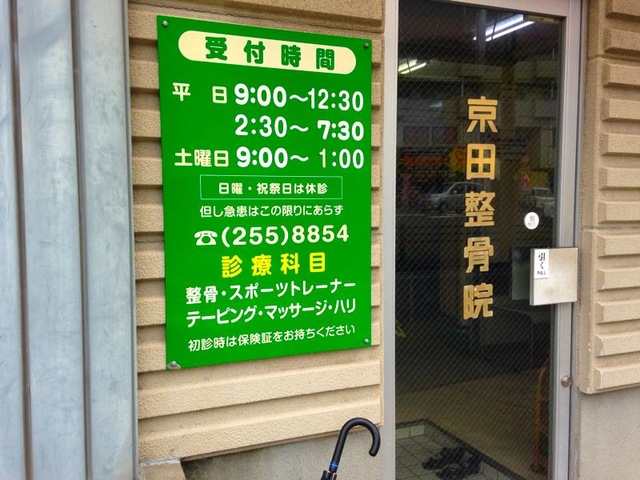 受付時間
平 日 9:00～12:30
2:30～7:30
土曜日 9:00～1:00
日曜・祝祭日は休診
但し急患はこの限りにあらず
☎(255)8854
診療科目
整骨・スポーツトレーナー
テーピング・マッサージ・ハリ
初診時は保険証をお持ちください
京田整骨院
引く
PULL